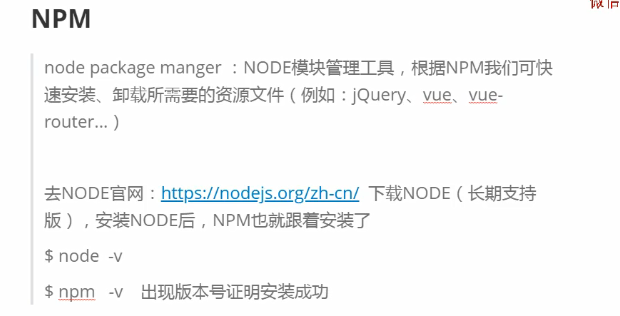 微信
NPM
node package manger ：NODE模块管理工具，根据NPM我们可快
速安装、卸载所需要的资源文件（例如：jQuery、vue、vue-
router...）
去NODE官网：https://nodejs.org/zh-cn/ 下载NODE（长期支持
版），安装NODE后，NPM也就跟着安装了
$ node -v
$ npm -v 出现版本号证明安装成功